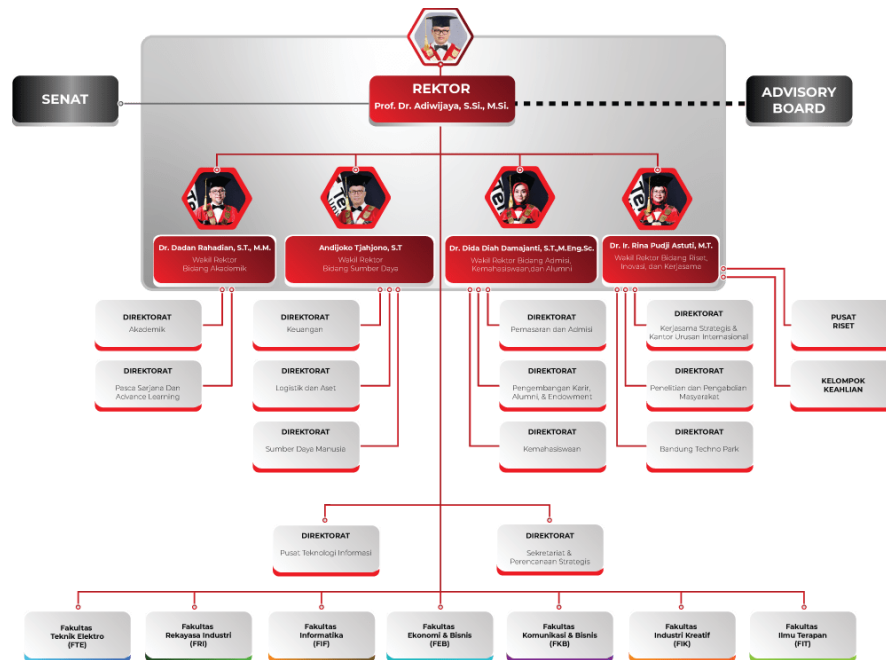 SENAT
REKTOR
Prof. Dr. Adiwijaya, S.Si., M.Si.
ADVISORY
BOARD
Dr. Dadan Rahadian, S.T., M.M.
Wakil Rektor
Bidang Akademik
Andijoko Tjahjono, S.T
Wakil Rektor
Bidang Sumber Daya
Dr. Dida Diah Damajanti, S.T.,M.Eng.Sc.
Wakil Rektor Bidang Admisi,
Kemahasiswaan,dan Alumni
Dr. Ir. Rina Pudji Astuti, M.T.
Wakil Rektor Bidang Riset,
Inovasi, dan Kerjasama
DIREKTORAT
Akademik
DIREKTORAT
Keuangan
DIREKTORAT
Pemasaran dan Admisi
DIREKTORAT
Kerjasama Strategis &
Kantor Urusan Internasional
PUSAT
RISET
DIREKTORAT
Pasca Sarjana Dan
Advance Learning
DIREKTORAT
Logistik dan Aset
DIREKTORAT
Pengembangan Karir,
Alumni, & Endowment
DIREKTORAT
Penelitian dan Pengabdian
Masyarakat
KELOMPOK
KEAHLIAN
DIREKTORAT
Sumber Daya Manusia
DIREKTORAT
Kemahasiswaan
DIREKTORAT
Bandung Techno Park
DIREKTORAT
Pusat Teknologi Informasi
DIREKTORAT
Sekretariat &
Perencanaan Strategis
Fakultas
Teknik Elektro
(FTE)
Fakultas
Rekayasa Industri
(FRI)
Fakultas
Informatika
(FIF)
Fakultas
Ekonomi & Bisnis
(FEB)
Fakultas
Komunikasi & Bisnis
(FKB)
Fakultas
Industri Kreatif
(FIK)
Fakultas
Ilmu Terapan
(FIT)